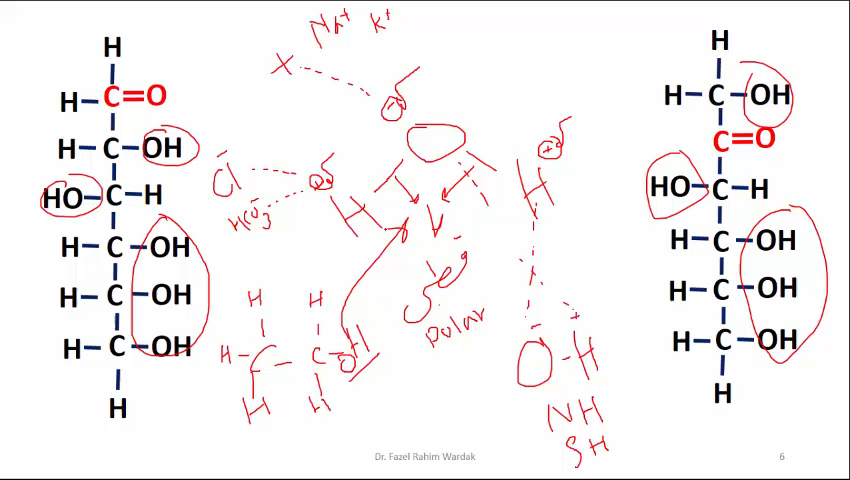 H
H C=O
H C OH
HO C H
H C OH
H C OH
H C OH
H
Na+ K+
X
δ
Cl-
HCO3-
δ
H
H
δ
Polar
H H
H C C OH
H H
O H
NH
SH
H
H C OH
C=O
HO C H
H C OH
H C OH
H C OH
H
Dr. Fazel Rahim Wardak
6